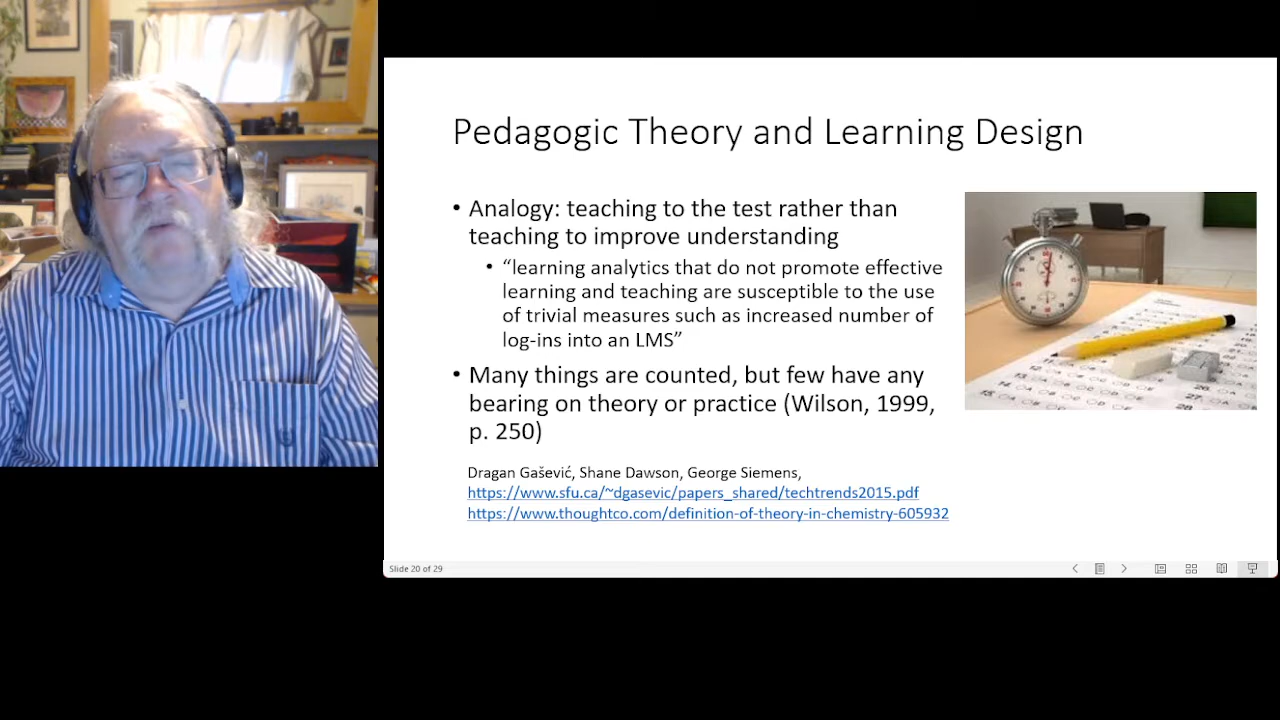 Pedagogic Theory and Learning Design
• Analogy: teaching to the test rather than
teaching to improve understanding
• “learning analytics that do not promote effective
learning and teaching are susceptible to the use
of trivial measures such as increased number of
log-ins into an LMS”
• Many things are counted, but few have any
bearing on theory or practice (Wilson, 1999,
p. 250)
Dragan Gašević, Shane Dawson, George Siemens,
https://www.sfu.ca/~dgasevic/papers_shared/techtrends2015.pdf
https://www.thoughtco.com/definition-of-theory-in-chemistry-605932
Slide 20 of 29